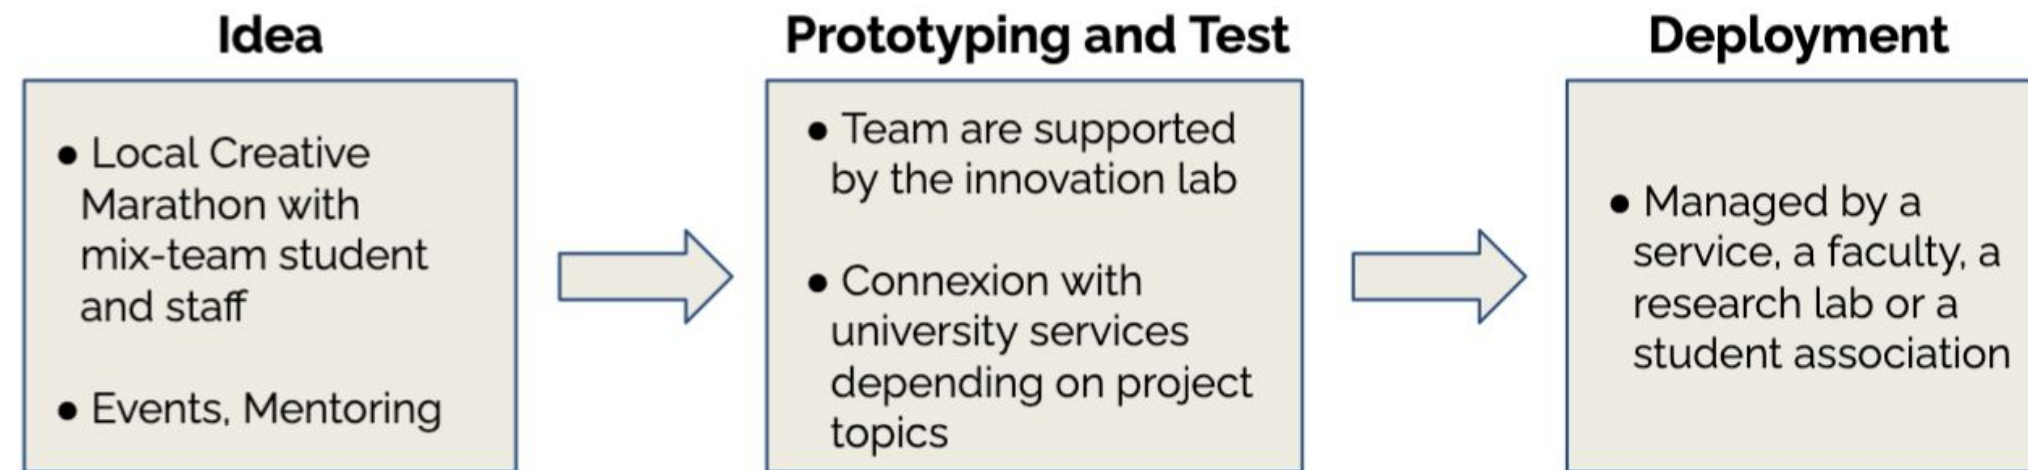 Idea
● Local Creative
Marathon with
mix-team student
and staff
● Events, Mentoring
Prototyping and Test
● Team are supported
by the innovation lab
● Connexion with
university services
depending on project
topics
Deployment
● Managed by a
service, a faculty, a
research lab or a
student association